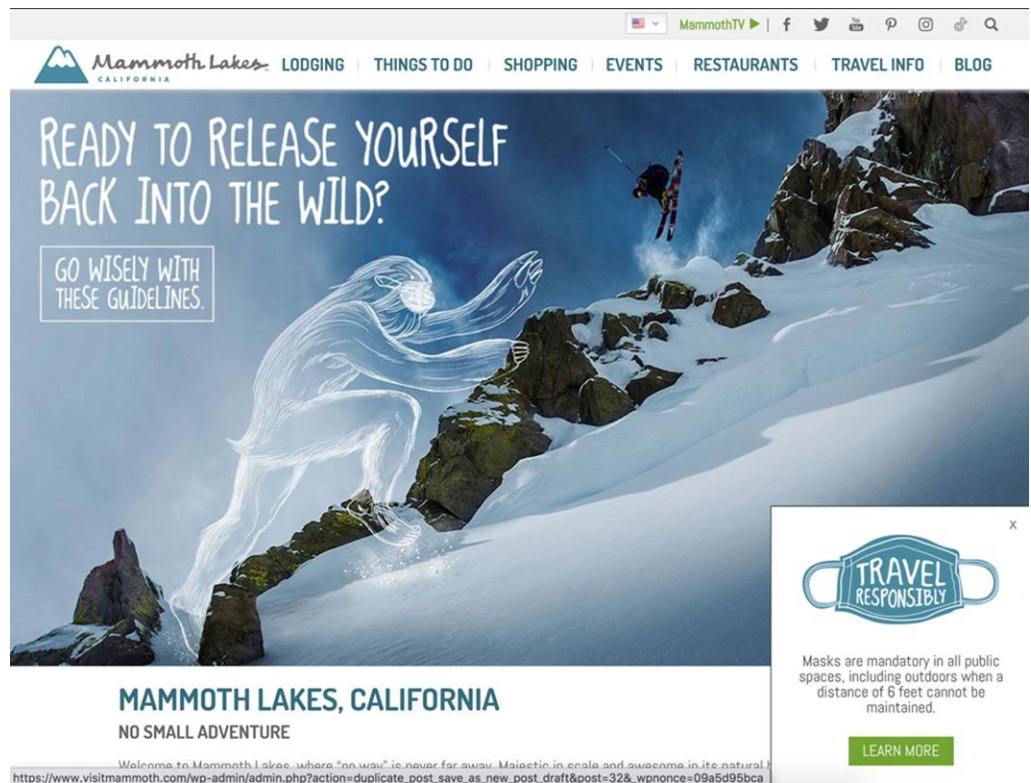 MammothTV
Mammoth Lakes
CALIFORNIA
LODGING
THINGS TO DO
SHOPPING
EVENTS
RESTAURANTS
TRAVEL INFO
BLOG
READY TO RELEASE YOURSELF
BACK INTO THE WILD?
GO WISELY WITH
THESE GUIDELINES.
x
TRAVEL
RESPONSIBLY
Masks are mandatory in all public
spaces, including outdoors when a
distance of 6 feet cannot be
maintained.
LEARN MORE
MAMMOTH LAKES, CALIFORNIA
NO SMALL ADVENTURE
Welcome to Mammoth Lakes, where “no way” is never far away. Majestic in scale and awesome in its natural
https://www.visitmammoth.com/wp-admin/admin.php?action=duplicate_post_save_as_new_post_draft&post=32&_wpnonce=09a5d95bca